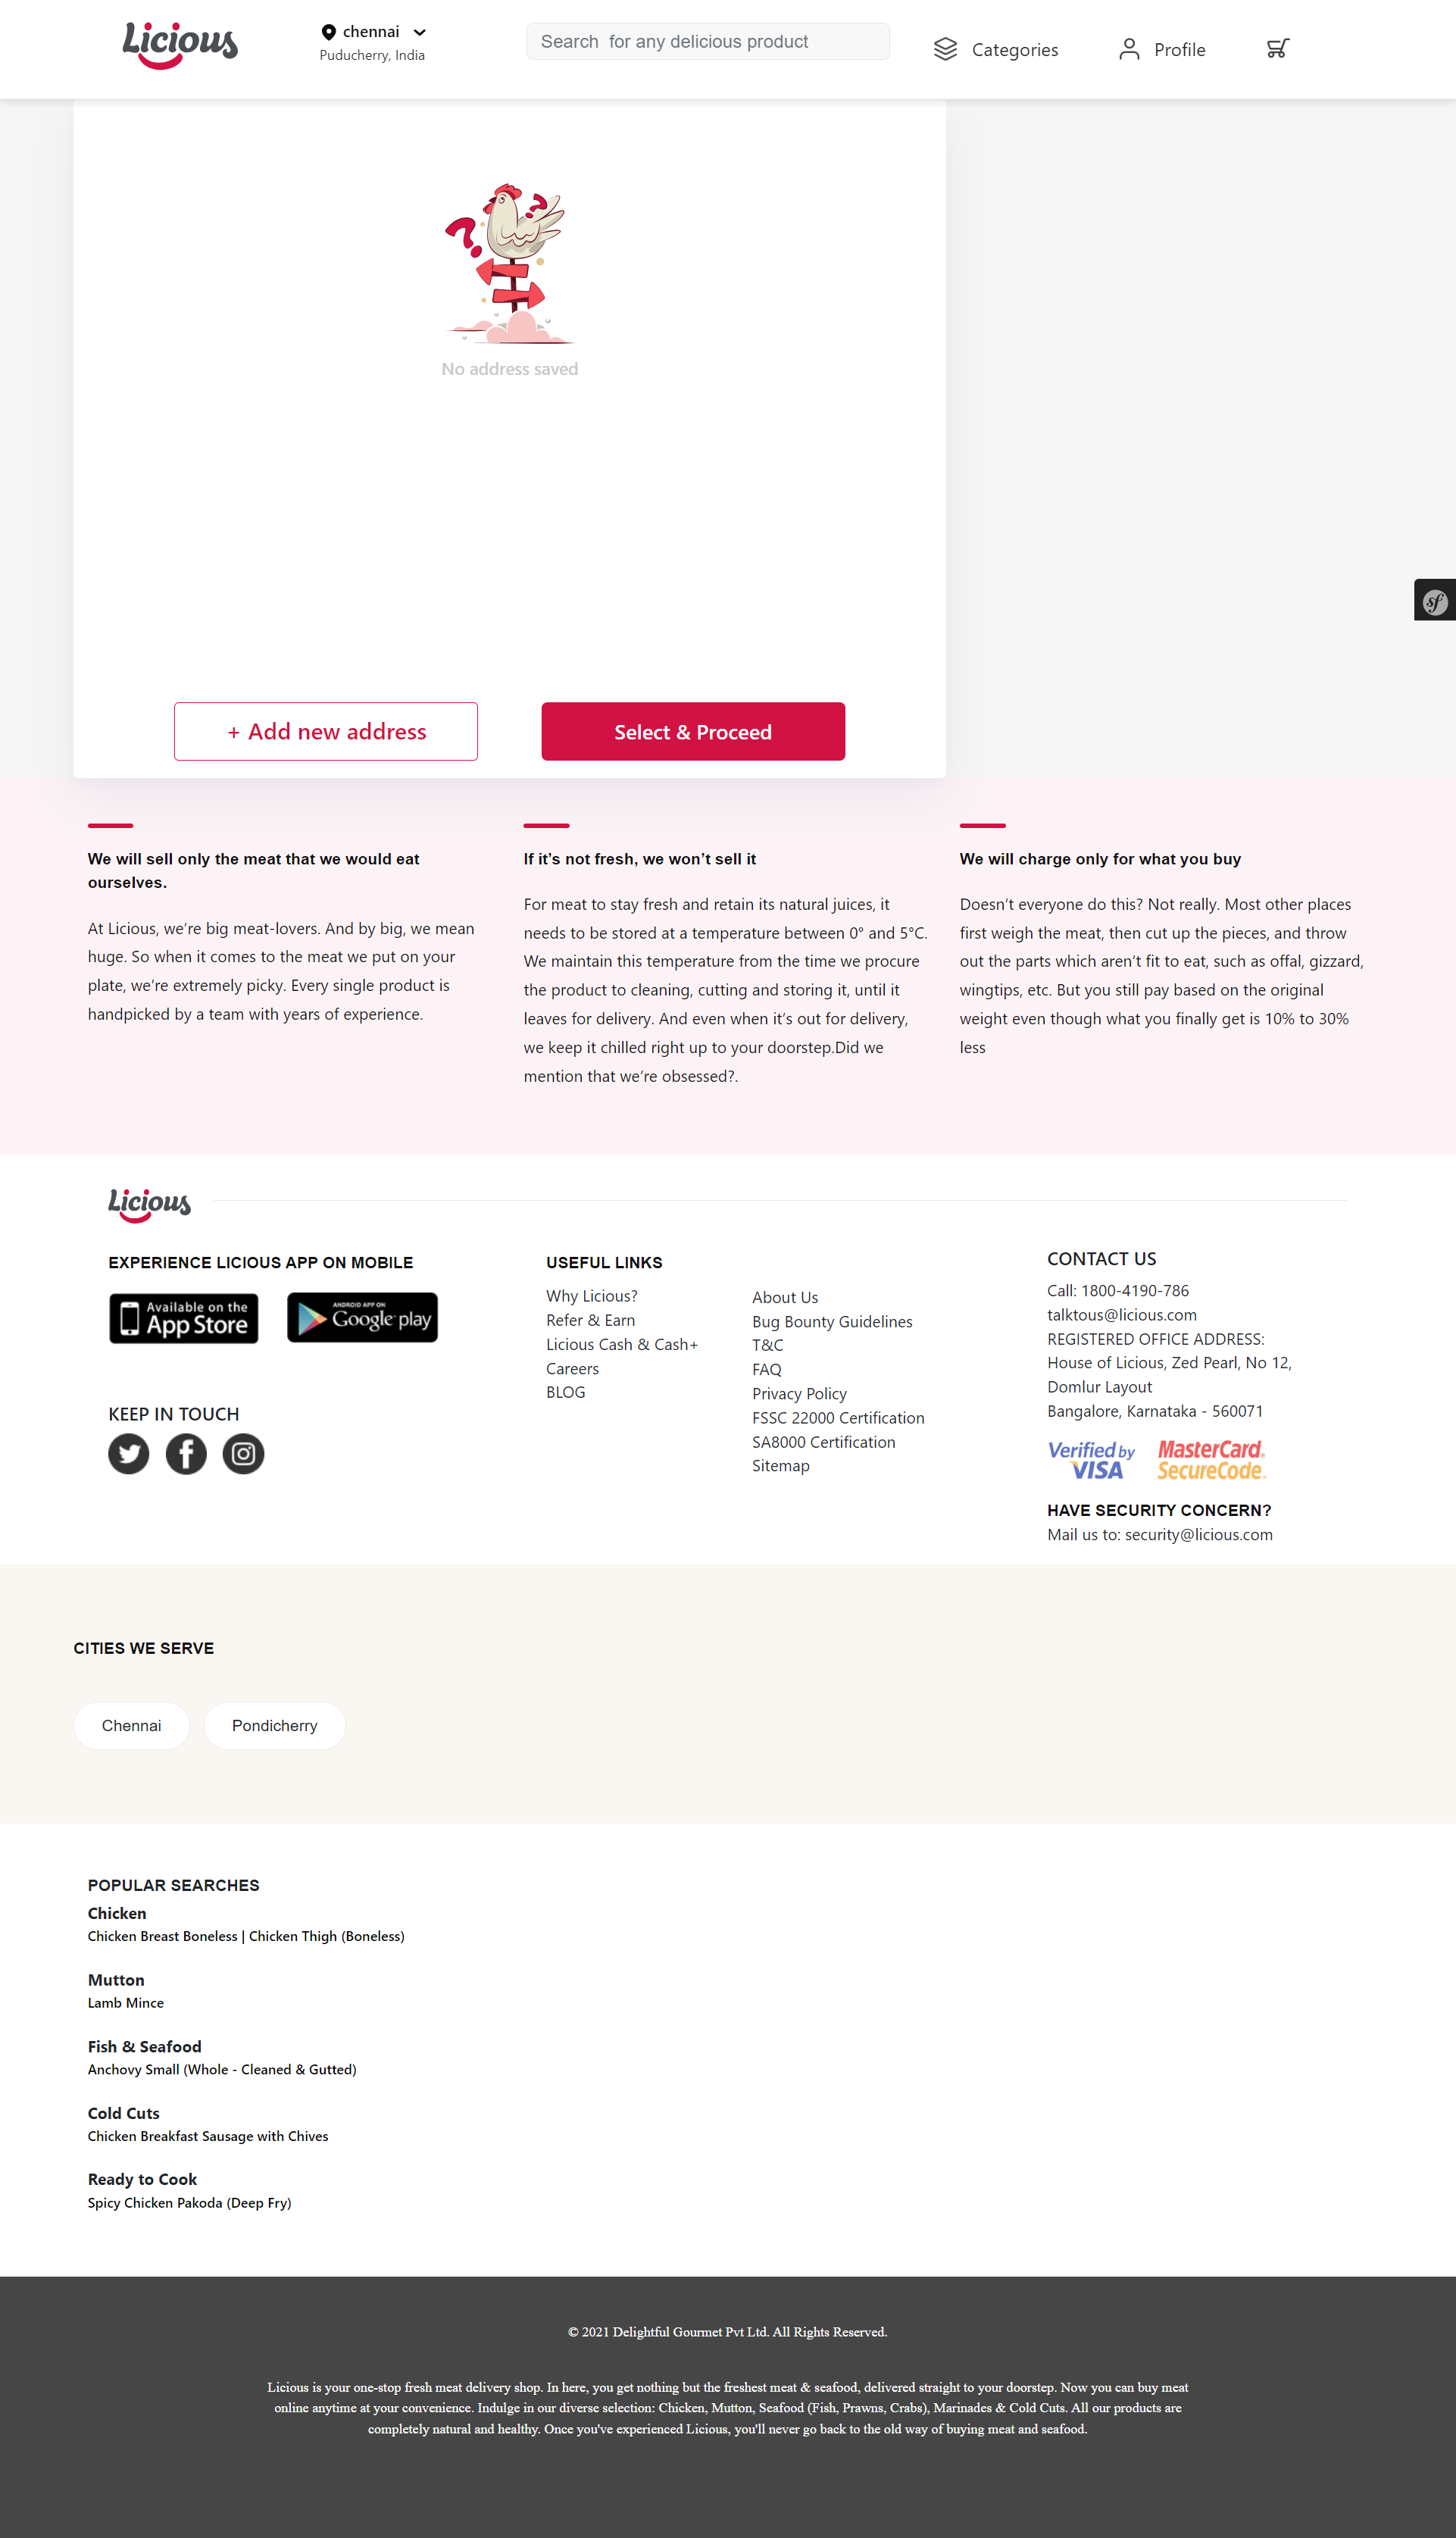 Licious
chennai
Puducherry, India
Search for any delicious product
Categories
Profile
No address saved
sf
+ Add new address
Select & Proceed
We will sell only the meat that we would eat
ourselves.
At Licious, we're big meat-lovers. And by big, we mean
huge. So when it comes to the meat we put on your
plate, we're extremely picky. Every single product is
handpicked by a team with years of experience.
If it's not fresh, we won't sell it
For meat to stay fresh and retain its natural juices, it
needs to be stored at a temperature between 0° and 5°C.
We maintain this temperature from the time we procure
the product to cleaning, cutting and storing it, until it
leaves for delivery. And even when it's out for delivery,
we keep it chilled right up to your doorstep.Did we
mention that we're obsessed?.
We will charge only for what you buy
Doesn't everyone do this? Not really. Most other places
first weigh the meat, then cut up the pieces, and throw
out the parts which aren't fit to eat, such as offal, gizzard,
wingtips, etc. But you still pay based on the original
weight even though what you finally get is 10% to 30%
less
Licious
EXPERIENCE LICIOUS APP ON MOBILE
Available on the
App Store
ANDROID APP ON
Google play
KEEP IN TOUCH
USEFUL LINKS
Why Licious?
Refer & Earn
Licious Cash & Cash+
Careers
BLOG
About Us
Bug Bounty Guidelines
T&C
FAQ
Privacy Policy
FSSC 22000 Certification
SA8000 Certification
Sitemap
CONTACT US
Call: 1800-4190-786
talktous@licious.com
REGISTERED OFFICE ADDRESS:
House of Licious, Zed Pearl, No 12,
Domlur Layout
Bangalore, Karnataka - 560071
Verified by
VISA
MasterCard.
SecureCode™
HAVE SECURITY CONCERN?
Mail us to: security@licious.com
CITIES WE SERVE
Chennai
Pondicherry
POPULAR SEARCHES
Chicken
Chicken Breast Boneless | Chicken Thigh (Boneless)
Mutton
Lamb Mince
Fish & Seafood
Anchovy Small (Whole - Cleaned & Gutted)
Cold Cuts
Chicken Breakfast Sausage with Chives
Ready to Cook
Spicy Chicken Pakoda (Deep Fry)
© 2021 Delightful Gourmet Pvt Ltd. All Rights Reserved.
Licious is your one-stop fresh meat delivery shop. In here, you get nothing but the freshest meat & seafood, delivered straight to your doorstep. Now you can buy meat
online anytime at your convenience. Indulge in our diverse selection: Chicken, Mutton, Seafood (Fish, Prawns, Crabs), Marinades & Cold Cuts. All our products are
completely natural and healthy. Once you've experienced Licious, you'll never go back to the old way of buying meat and seafood.